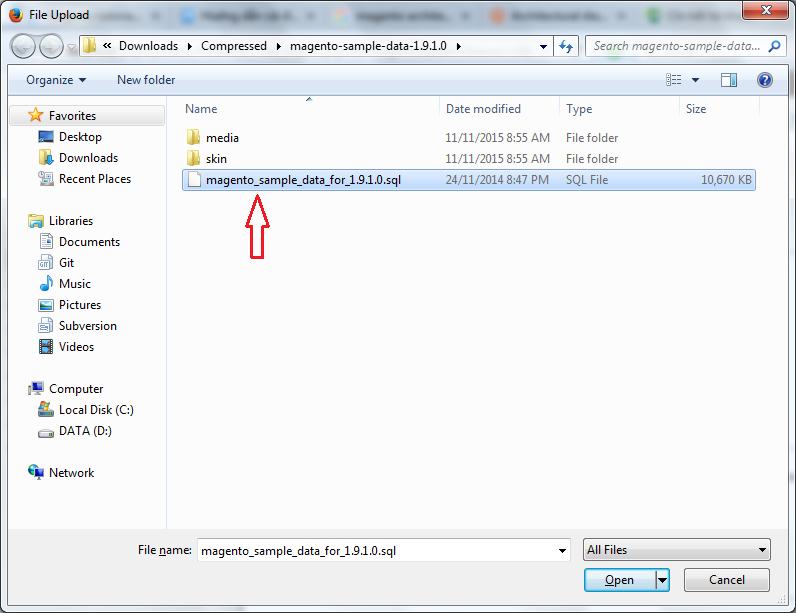 File Upload
« Downloads Compressed magento-sample-data-1.9.1.0
Search magento-sample-data...
Organize New folder
Name Date modified Type Size
Favorites
Desktop
Downloads
Recent Places
Libraries
Documents
Git
Music
Pictures
Subversion
Videos
Computer
Local Disk (C:)
DATA (D:)
Network
media 11/11/2015 8:55 AM File folder
skin 11/11/2015 8:55 AM File folder
magento_sample_data_for_1.9.1.0.sql 24/11/2014 8:47 PM SQL File 10,670 KB
File name: magento_sample_data_for_1.9.1.0.sql All Files
Open Cancel